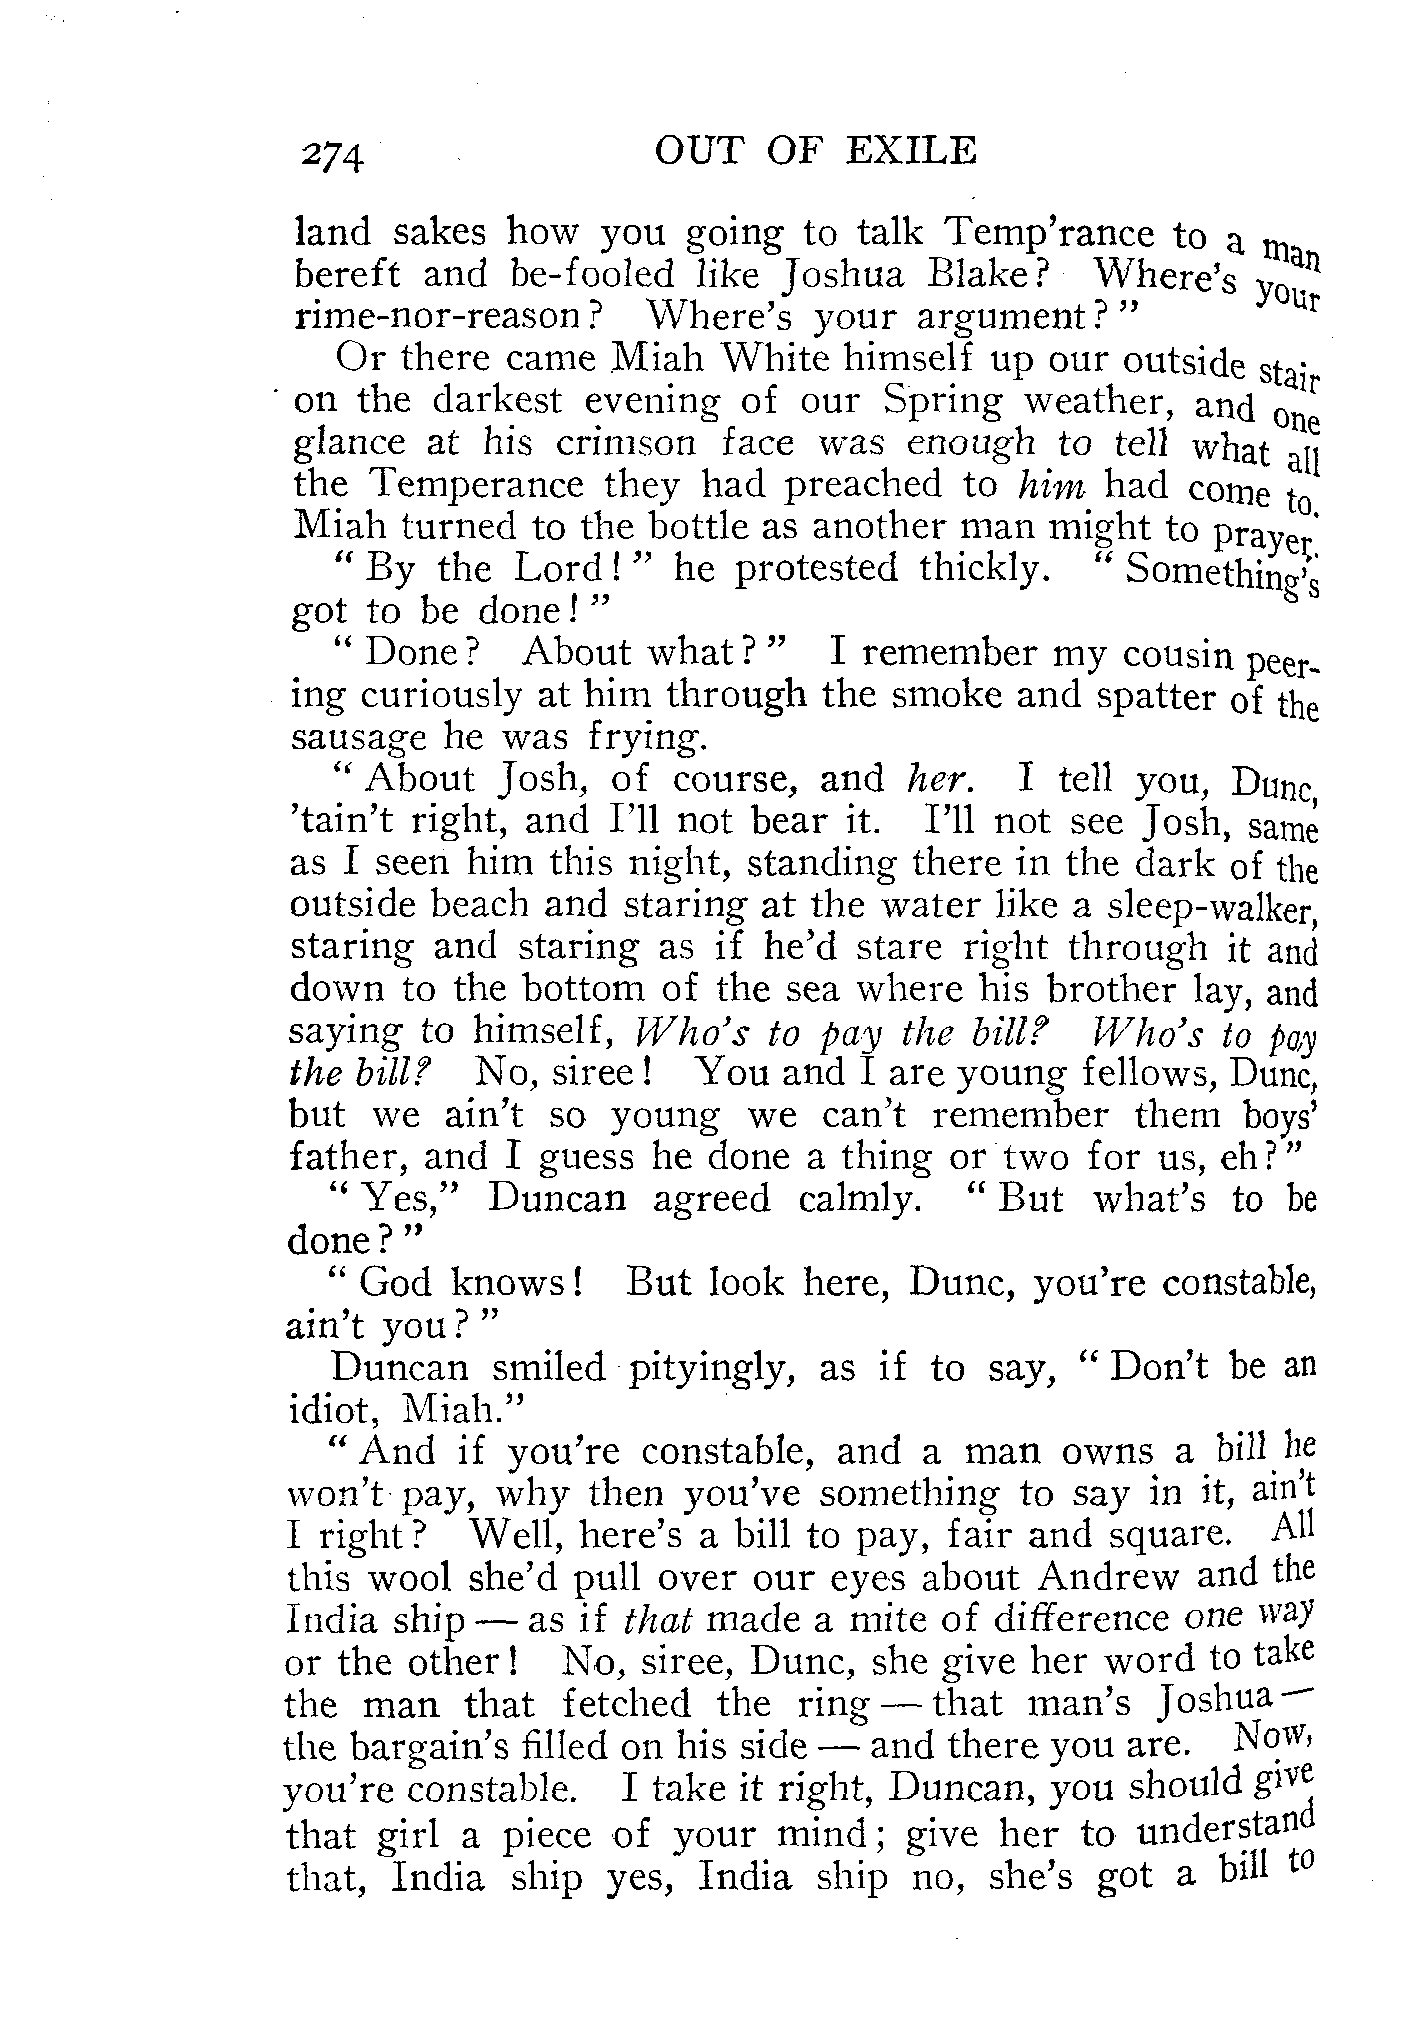 274 OUT OF EXILE
land sakes how you going to talk Temp'rance to a man
bereft and be-fooled like Joshua Blake? Where's your
rime-nor-reason? Where's your argument?"
Or there came Miah White himself up our outside stair
on the darkest evening of our Spring weather, and one
glance at his crimson face was enough to tell what all
the Temperance they had preached to him had come to.
Miah turned to the bottle as another man might to prayer.
"By the Lord!" he protested thickly. "Something's
got to be done!"
"Done? About what?" I remember my cousin peer-
ing curiously at him through the smoke and spatter of the
sausage he was frying.
"About Josh, of course, and her. I tell you, Dunc,
'tain't right, and I'll not bear it. I'll not see Josh, same
as I seen him this night, standing there in the dark of the
outside beach and staring at the water like a sleep-walker,
staring and staring as if he'd stare right through it and
down to the bottom of the sea where his brother lay, and
saying to himself, Who's to pay the bill? Who's to pay
the bill? No, siree! You and I are young fellows, Dunc,
but we ain't so young we can't remember them boys'
father, and I guess he done a thing or two for us, eh?"
"Yes," Duncan agreed calmly. "But what's to be
done?"
"God knows! But look here, Dunc, you're constable,
ain't you?"
Duncan smiled pityingly, as if to say, "Don't be an
idiot, Miah."
"And if you're constable, and a man owns a bill he
won't pay, why then you've something to say in it, ain't
I right? Well, here's a bill to pay, fair and square. All
this wool she'd pull over our eyes about Andrew and the
India ship — as if that made a mite of difference one way
or the other! No, siree, Dunc, she give her word to take
the man that fetched the ring — that man's Joshua —
the bargain's filled on his side — and there you are. Now,
you're constable. I take it right, Duncan, you should give
that girl a piece of your mind; give her to understand
that, India ship yes, India ship no, she's got a bill to